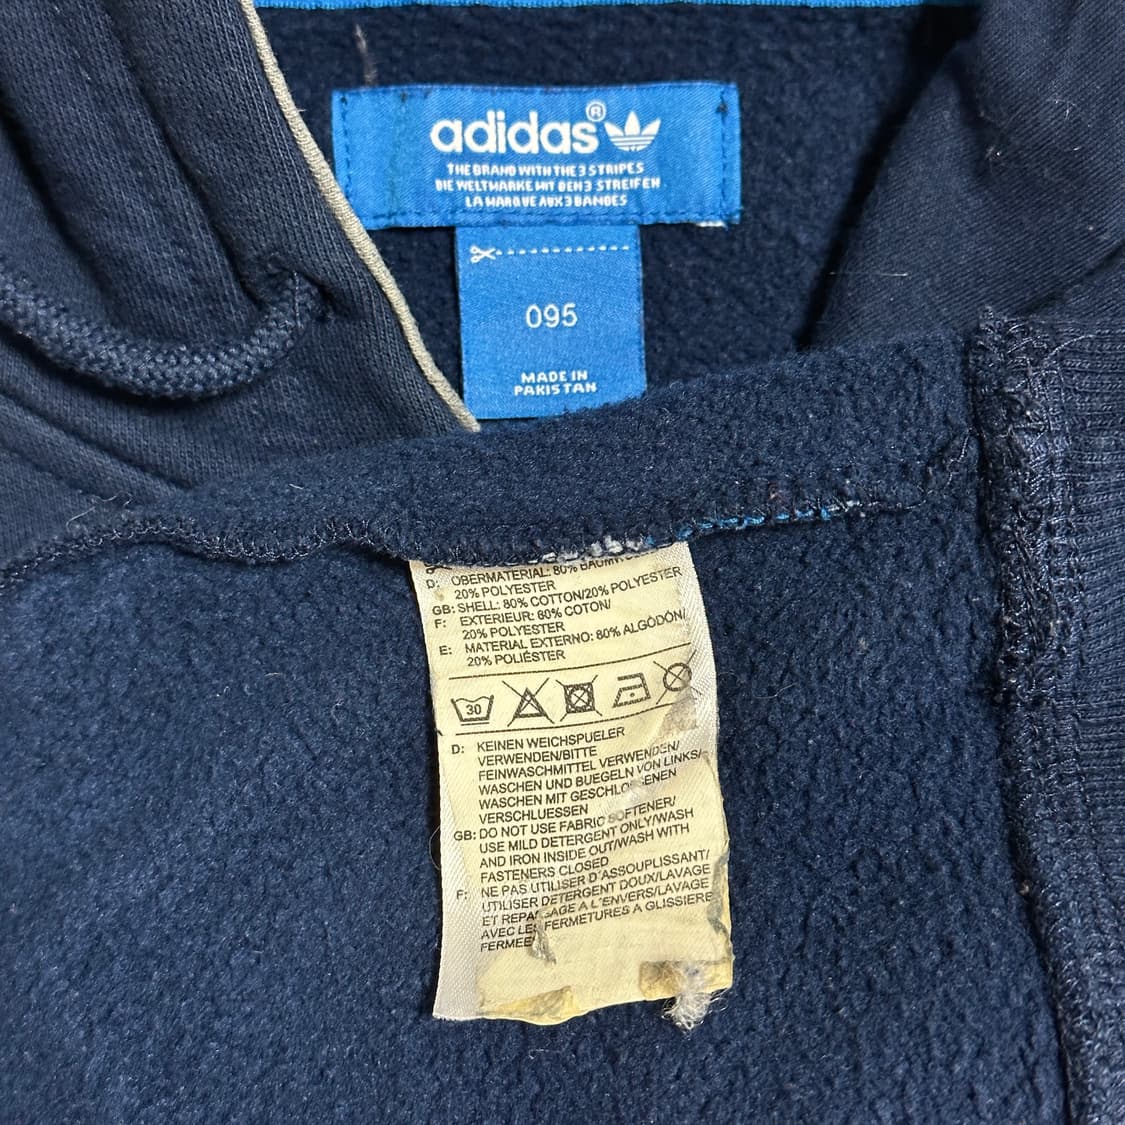 adidas®
THE BRAND WITH THE 3 STRIPES
DIE WELTMARKE MIT DEN 3 STREIFEN
LA MARQUE AUX 3 BANDES
095
MADE IN
PAKISTAN
D: OBERMATERIAL: 80%
20% POLYESTER
GB: SHELL: 80% COTTON/20% POLYESTER
F: EXTERIEUR: 80% COTON/
20% POLYESTER
E: MATERIAL EXTERNO: 80% ALGODÓN/
20% POLIÉSTER
30
D: KEINEN WEICHSPUELER
VERWENDEN/BITTE
FEINWASCHMITTEL VERWENDEN/
WASCHEN UND BUEGELN VON LINKS/
WASCHEN MIT
VERSCHLUESSEN
GB: DO NOT USE FABRIC SOFTENER/
USE MILD DETERGENT ONLY/WASH
AND IRON INSIDE OUT/WASH WITH
FASTENERS CLOSED
F: NE PAS UTILISER D'ASSOUPLISSANT/
UTILISER DETERGENT DOUX/LAVAGE
ET REPASSAGE A L'ENVERS/LAVAGE
AVEC LES FERMETURES A GLISSIERE
FERMEE